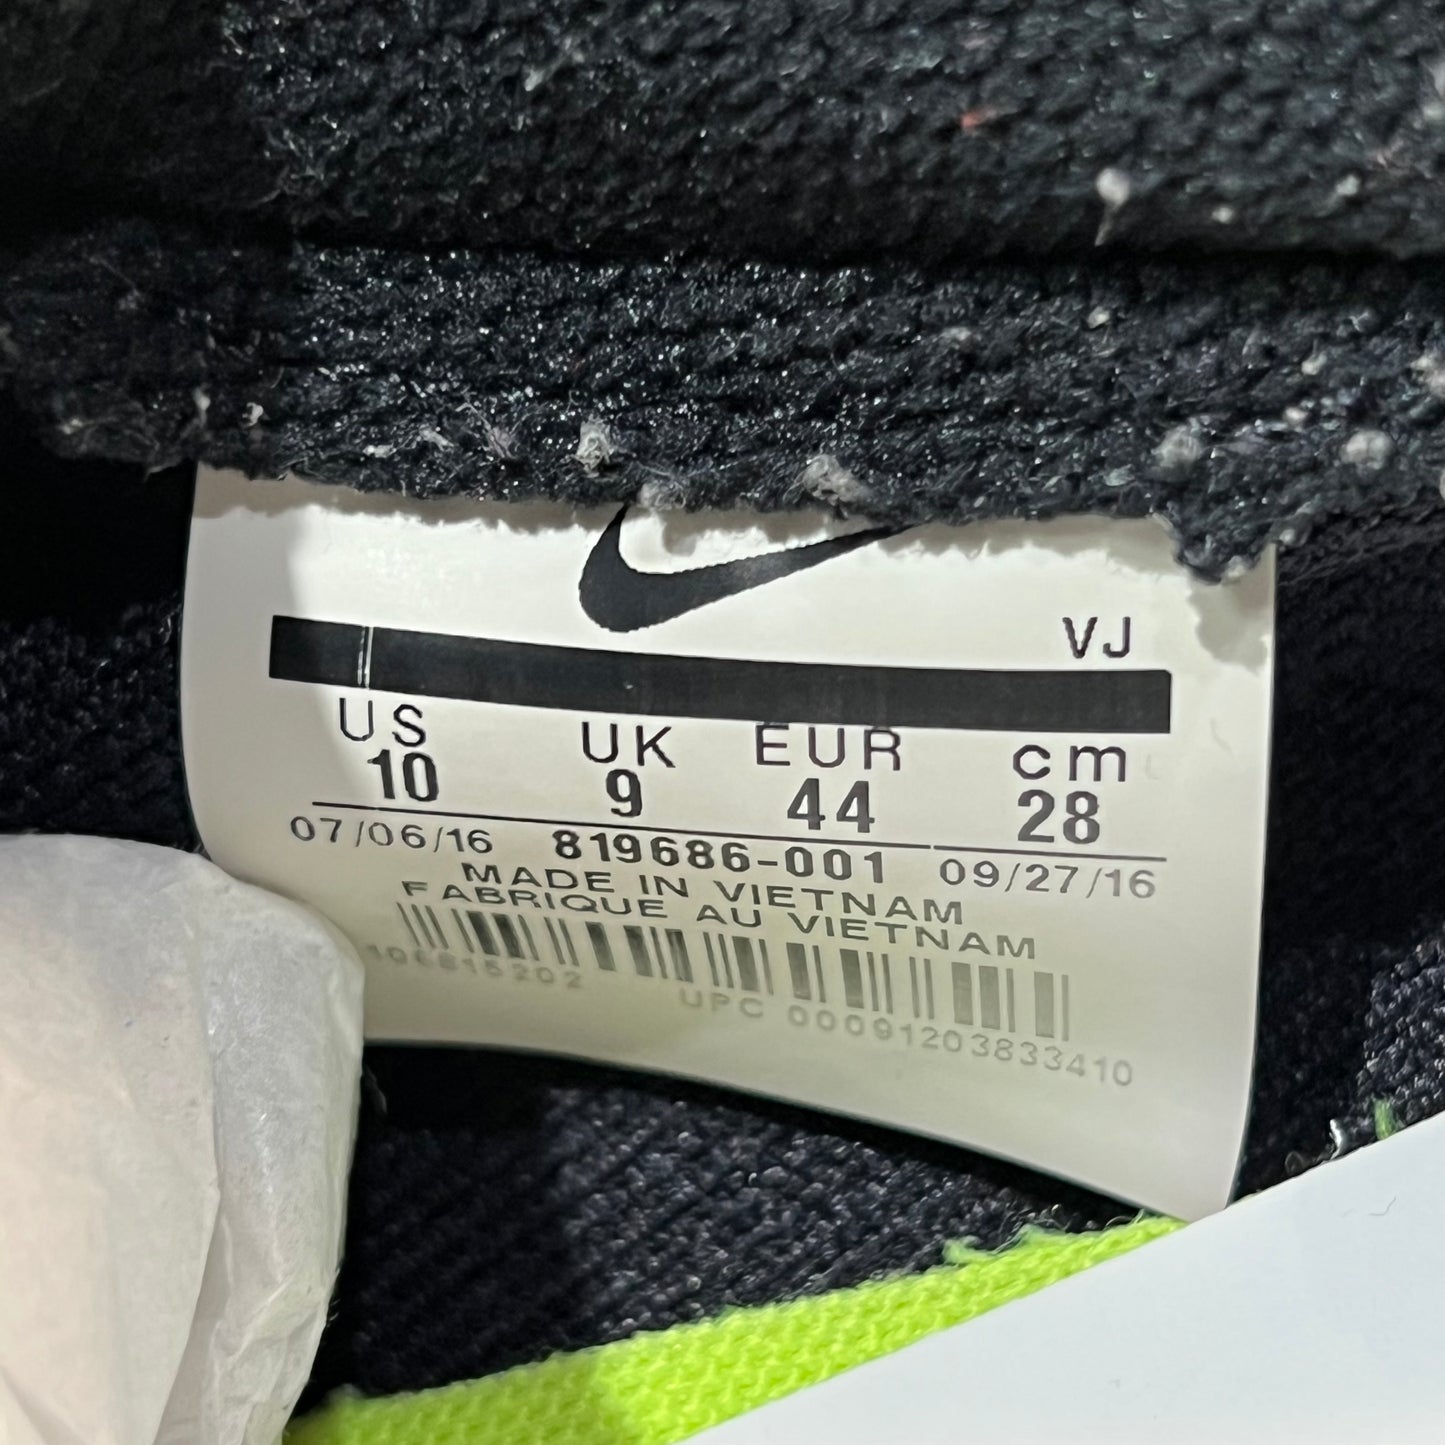 VJ
US UK EUR cm
10 9 44 28
07/06/16 819686-001 09/27/16
MADE IN VIETNAM
FABRIQUE AU VIETNAM
UPC 00091203833410